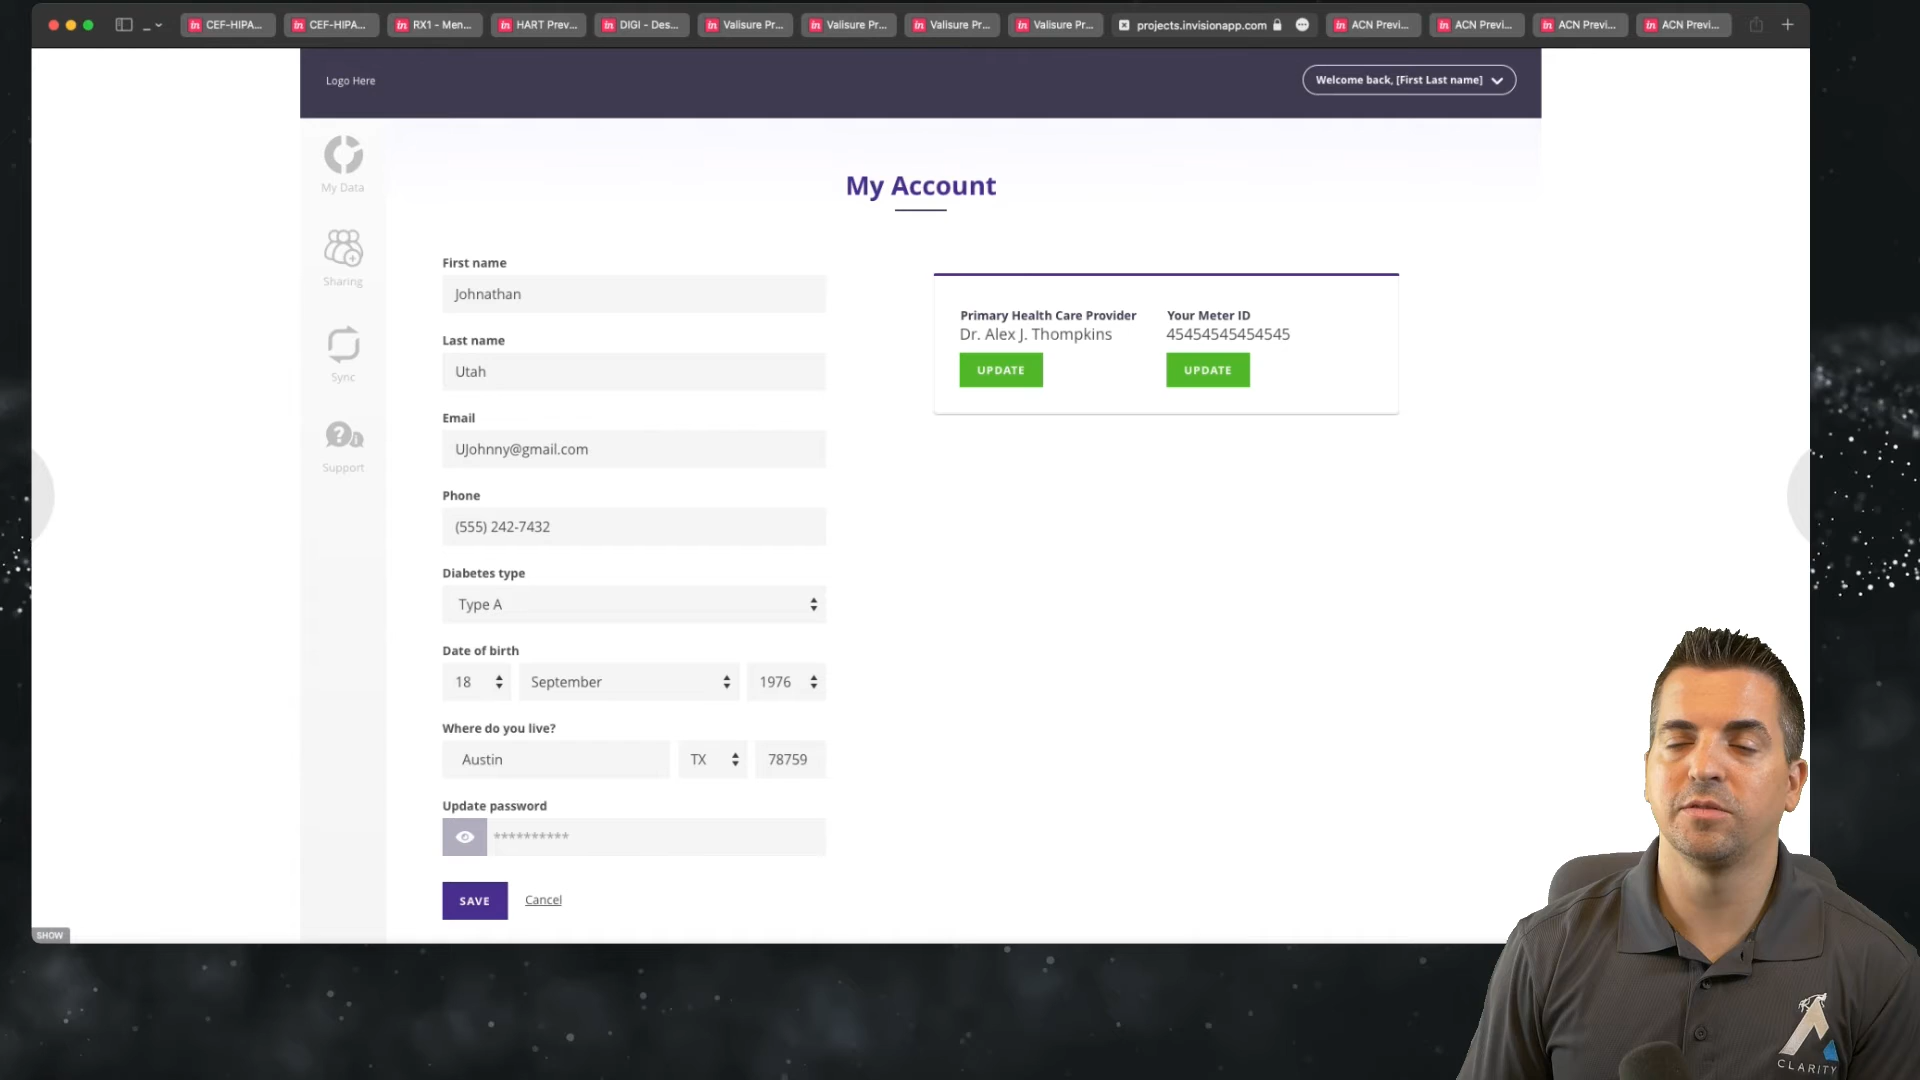 CEF-HIPA...
CEF-HIPA...
RX1 - Men...
HART Prev...
DIGI - Des...
Valisure Pr...
Valisure Pr...
Valisure Pr...
Valisure Pr...
projects.invisionapp.com
ACN Previ...
ACN Previ...
ACN Previ...
ACN Previ...
Logo Here
Welcome back, [First Last name]
My Data
Sharing
Sync
Support
My Account
First name
Johnathan
Last name
Utah
Email
UJohnny@gmail.com
Phone
(555) 242-7432
Diabetes type
Type A
Date of birth
18 September 1976
Where do you live?
Austin TX 78759
Update password
**********
SAVE Cancel
Primary Health Care Provider
Dr. Alex J. Thompkins
UPDATE
Your Meter ID
45454545454545
UPDATE
SHOW
CLARITY